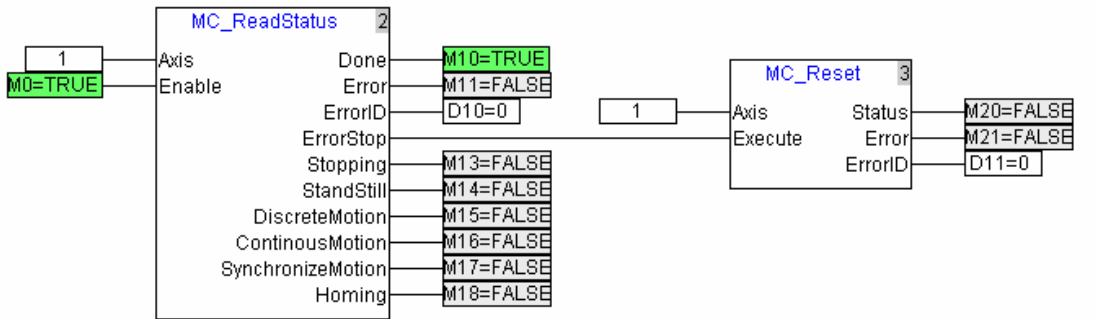 MC_ReadStatus 2
1 Axis Done M10=TRUE
M0=TRUE Enable Error M11=FALSE
MC_Reset 3
ErrorID D10=0
1 Axis Status M20=FALSE
ErrorStop Execute Error M21=FALSE
Stopping M13=FALSE
ErrorID D11=0
StandStill M14=FALSE
DiscreteMotion M15=FALSE
ContinousMotion M16=FALSE
SynchronizeMotion M17=FALSE
Homing M18=FALSE